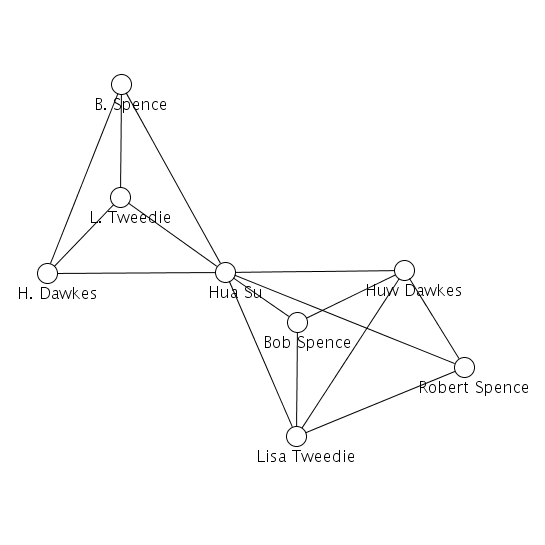 B. Spence
L. Tweedie
H. Dawkes
Hua Su
Huw Dawkes
Bob Spence
Robert Spence
Lisa Tweedie